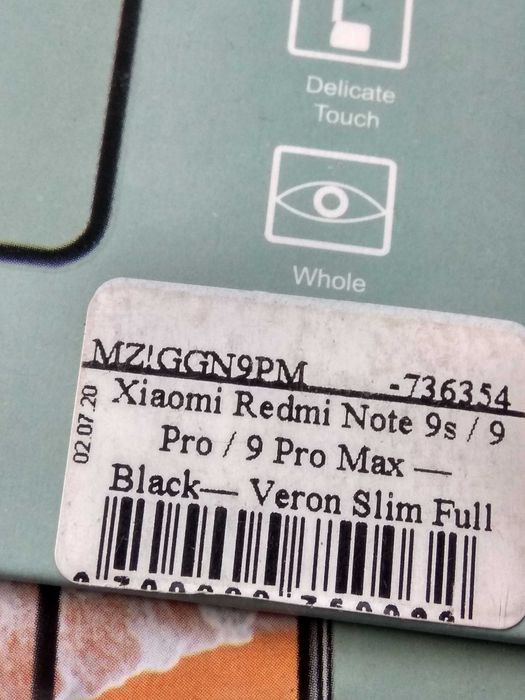 Delicate
Touch
Whole
MZ!GGN9PM -736354
02.07.20
Xiaomi Redmi Note 9s / 9
Pro / 9 Pro Max —
Black— Veron Slim Full